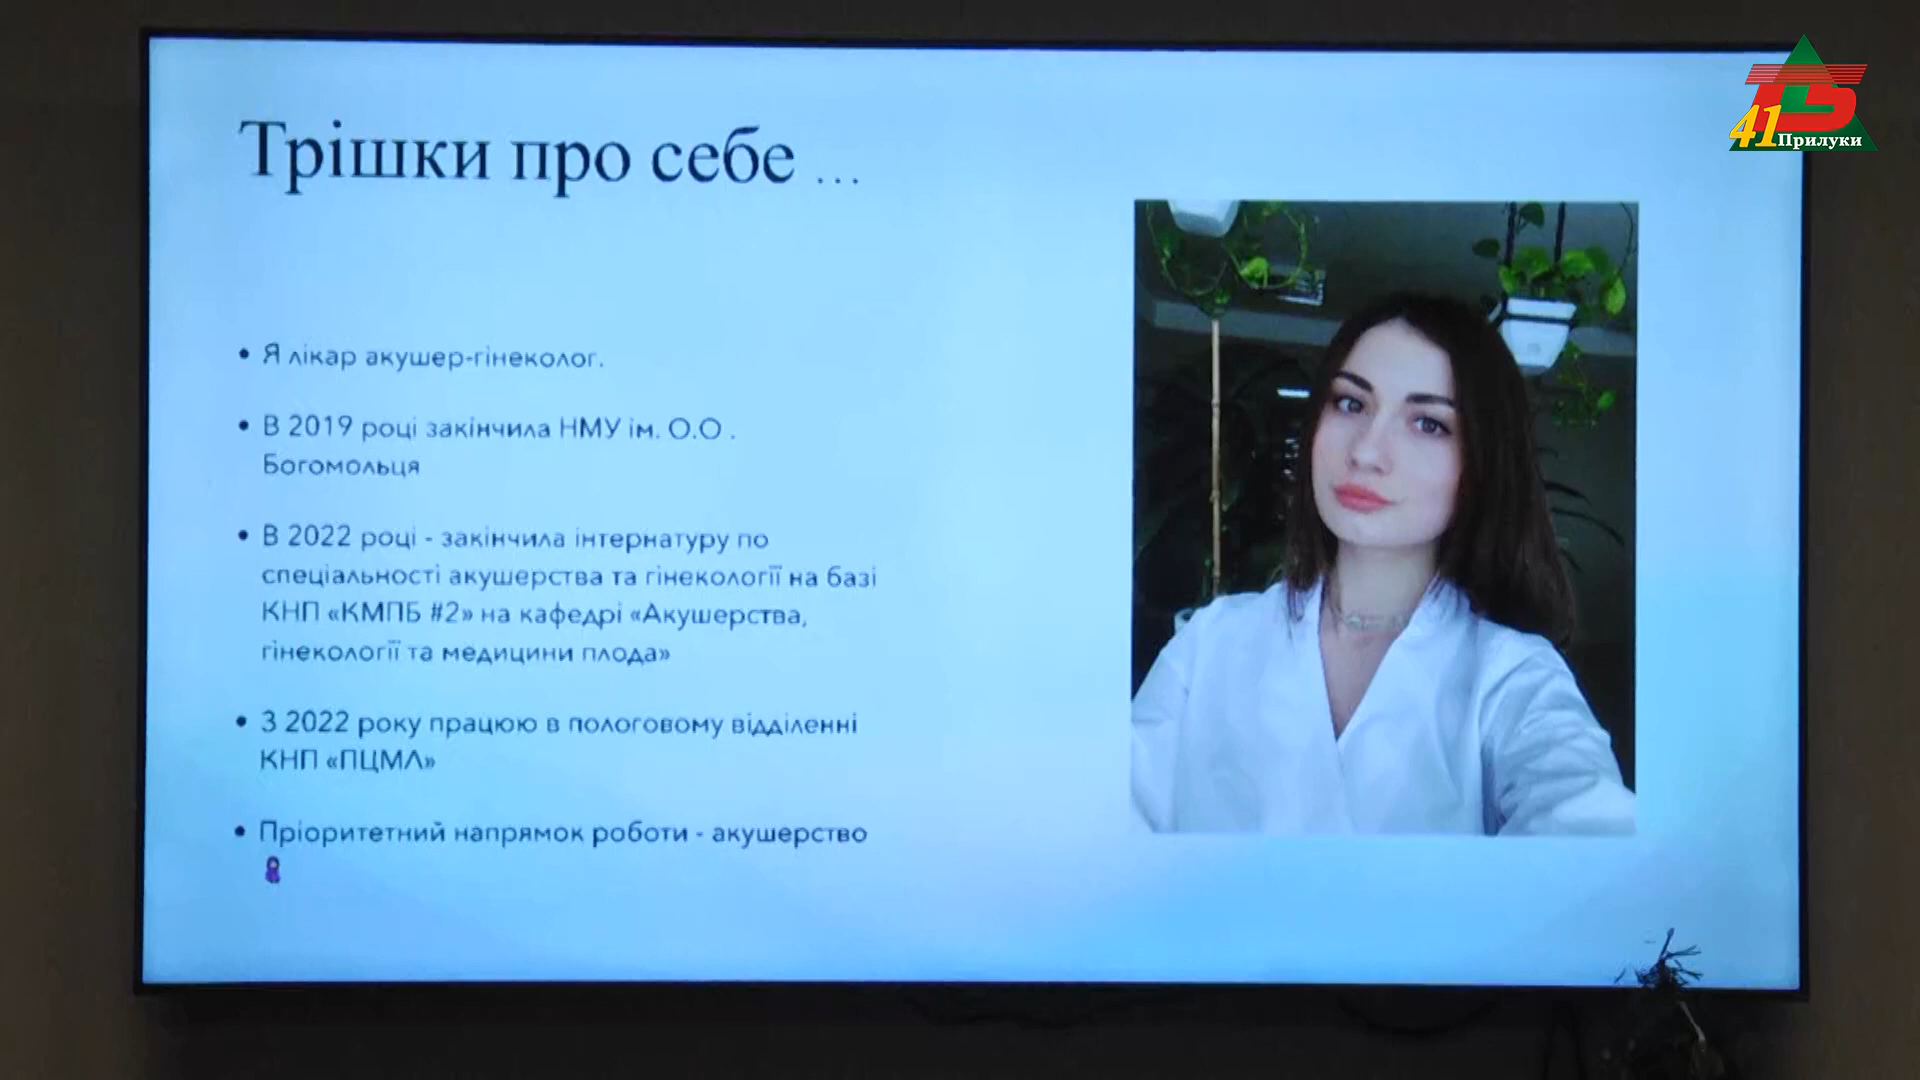 Трішки про себе ...
• Я лікар акушер-гінеколог.
• В 2019 році закінчила НМУ ім. О.О .
Богомольця
• В 2022 році - закінчила інтернатуру по
спеціальності акушерства та гінекології на базі
КНП «КМПБ #2» на кафедрі «Акушерства,
гінекології та медицини плода»
• З 2022 року працюю в пологовому відділенні
КНП «ПЦМЛ»
• Пріоритетний напрямок роботи - акушерство
ТБ
41 Прилуки